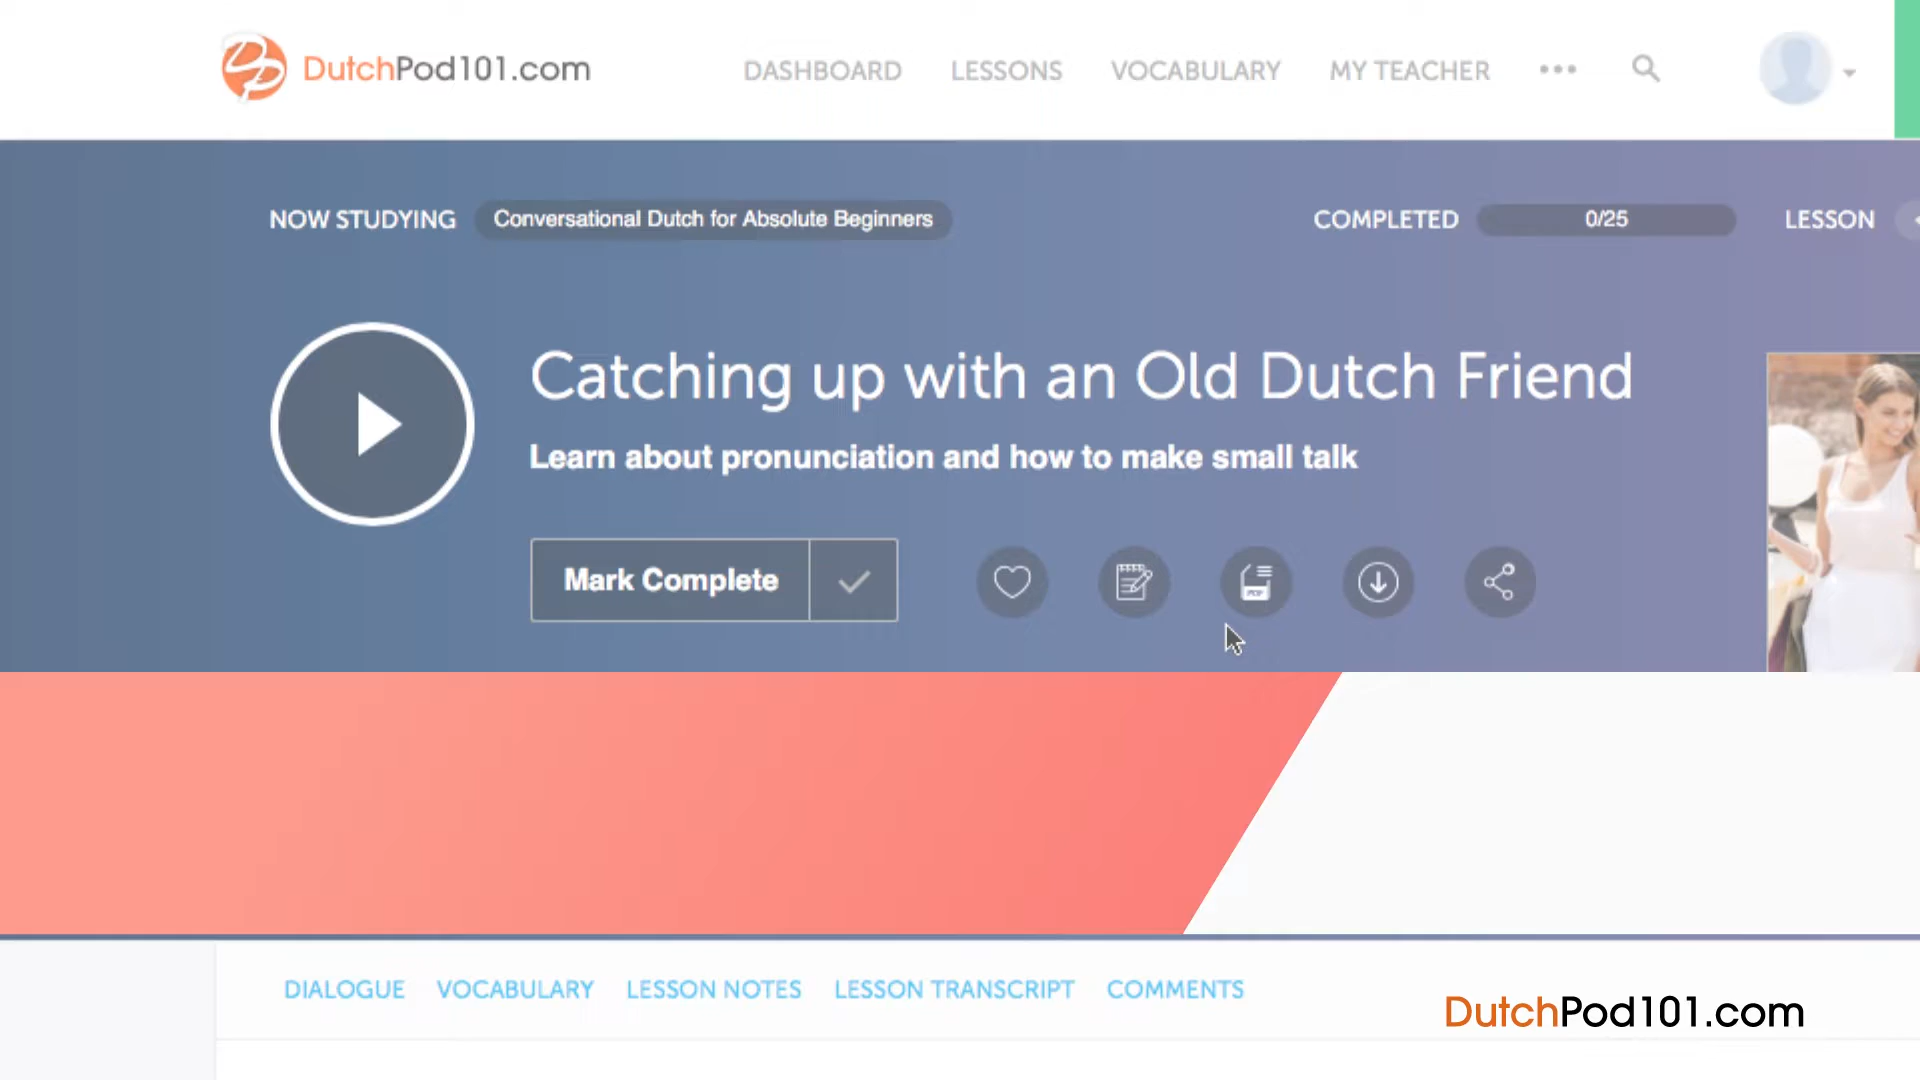 DutchPod101.com
DASHBOARD LESSONS VOCABULARY MY TEACHER
NOW STUDYING Conversational Dutch for Absolute Beginners COMPLETED 0/25 LESSON
Catching up with an Old Dutch Friend
Learn about pronunciation and how to make small talk
Mark Complete
PDF
DIALOGUE VOCABULARY LESSON NOTES LESSON TRANSCRIPT COMMENTS
DutchPod101.com